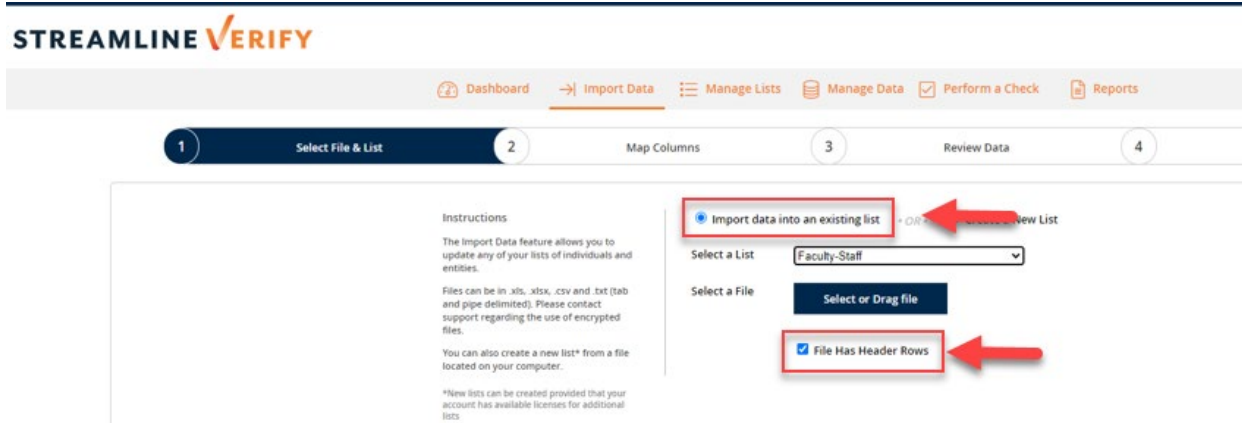 STREAMLINE VERIFY
Dashboard Import Data Manage Lists Manage Data Perform a Check Reports
1 Select File & List 2 Map Columns 3 Review Data 4
Instructions
The Import Data feature allows you to
update any of your lists of individuals and
entities.
Files can be in .xls, .xlsx, .csv and .txt (tab
and pipe delimited). Please contact
support regarding the use of encrypted
files.
You can also create a new list* from a file
located on your computer.
*New lists can be created provided that your
account has available licenses for additional
lists
Import data into an existing list • OR New List
Select a List Faculty-Staff
Select a File Select or Drag file
File Has Header Rows